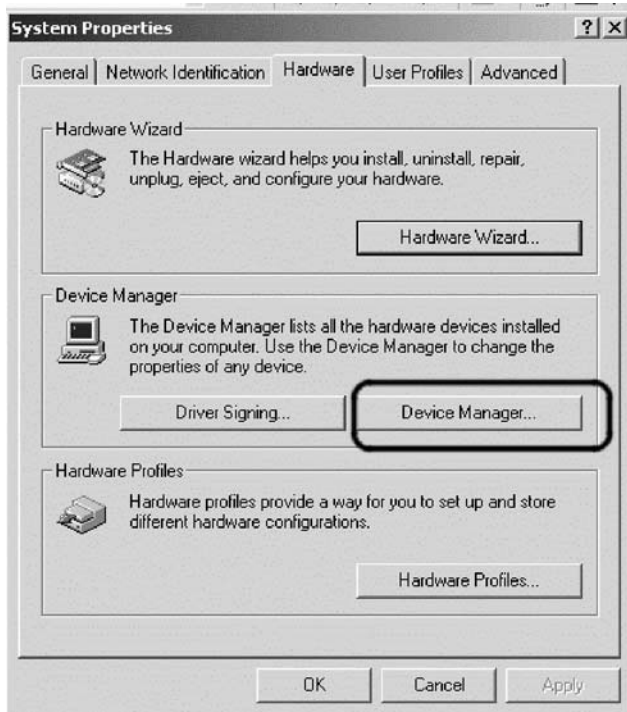 System Properties
General
Network Identification
Hardware
User Profiles
Advanced
Hardware Wizard
The Hardware wizard helps you install, uninstall, repair,
unplug, eject, and configure your hardware.
Hardware Wizard...
Device Manager
The Device Manager lists all the hardware devices installed
on your computer. Use the Device Manager to change the
properties of any device.
Driver Signing...
Device Manager...
Hardware Profiles
Hardware profiles provide a way for you to set up and store
different hardware configurations.
Hardware Profiles...
OK
Cancel
Apply